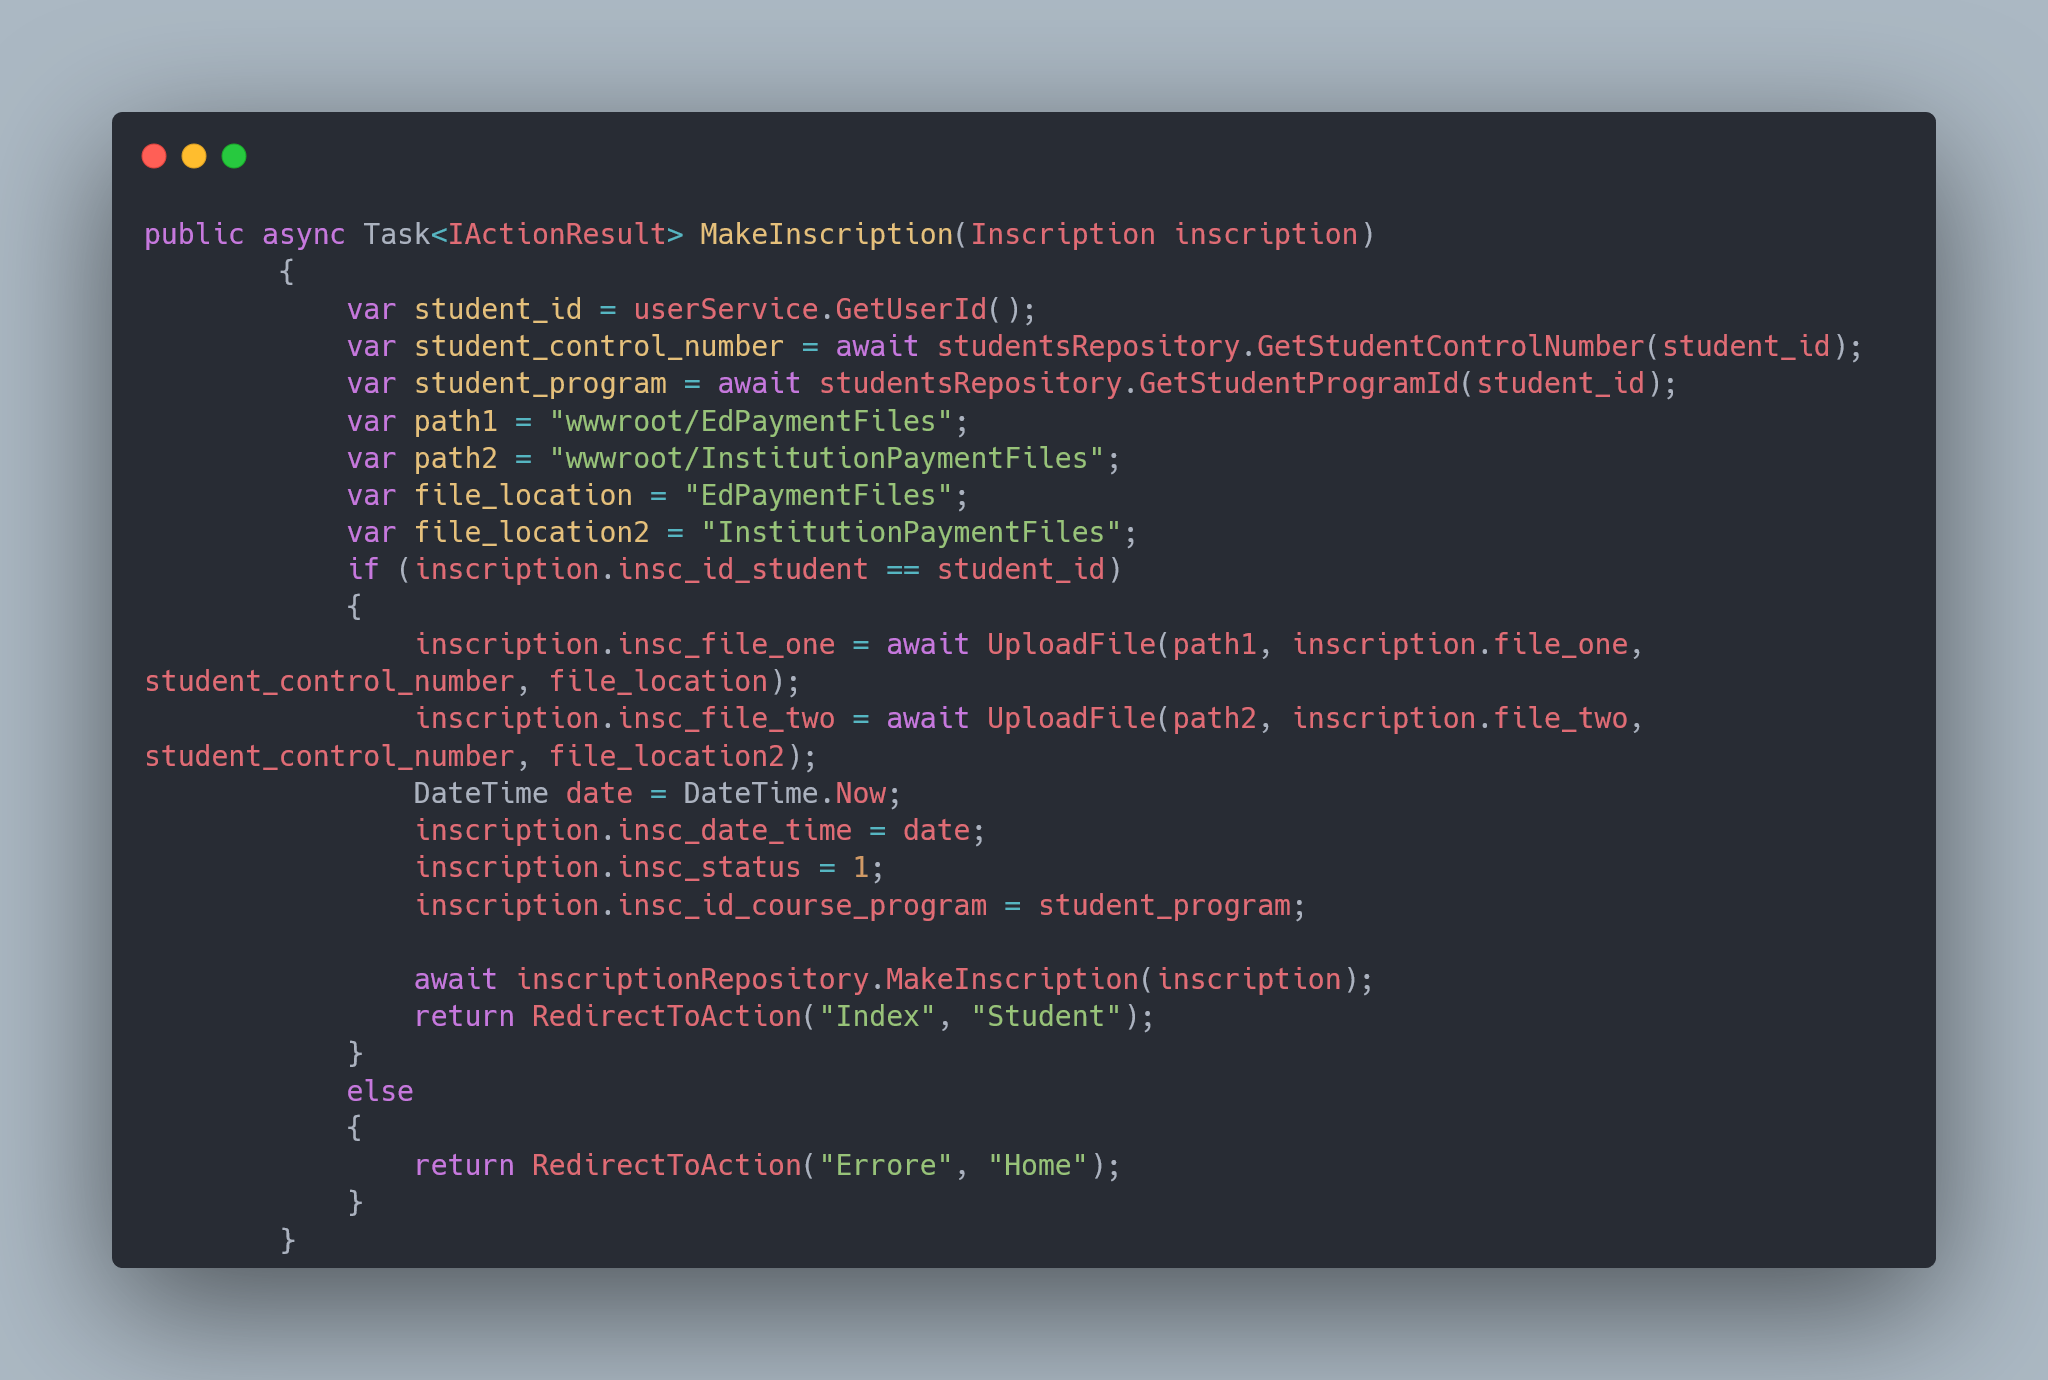 public async Task<IActionResult> MakeInscription(Inscription inscription)
        {
            var student_id = userService.GetUserId();
            var student_control_number = await studentsRepository.GetStudentControlNumber(student_id);
            var student_program = await studentsRepository.GetStudentProgramId(student_id);
            var path1 = "wwwroot/EdPaymentFiles";
            var path2 = "wwwroot/InstitutionPaymentFiles";
            var file_location = "EdPaymentFiles";
            var file_location2 = "InstitutionPaymentFiles";
            if (inscription.insc_id_student == student_id)
            {
                inscription.insc_file_one = await UploadFile(path1, inscription.file_one,
student_control_number, file_location);
                inscription.insc_file_two = await UploadFile(path2, inscription.file_two,
student_control_number, file_location2);
                DateTime date = DateTime.Now;
                inscription.insc_date_time = date;
                inscription.insc_status = 1;
                inscription.insc_id_course_program = student_program;

                await inscriptionRepository.MakeInscription(inscription);
                return RedirectToAction("Index", "Student");
            }
            else
            {
                return RedirectToAction("Errore", "Home");
            }
        }